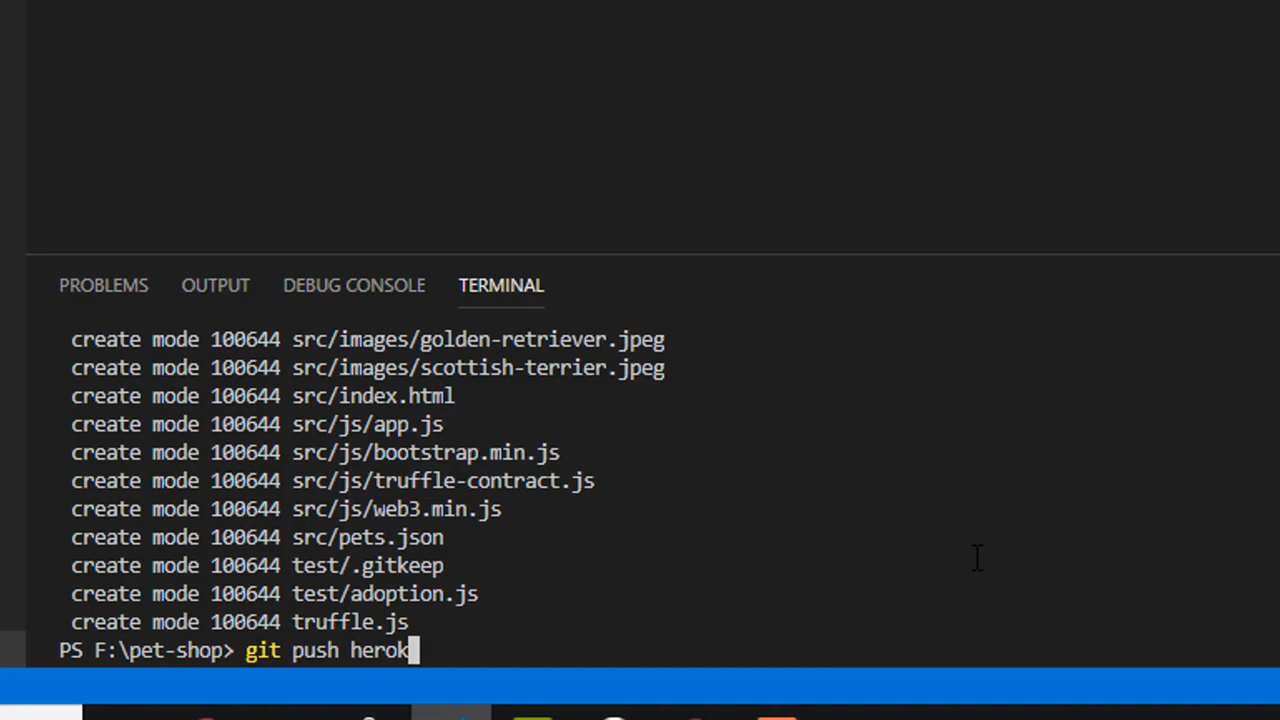 PROBLEMS OUTPUT DEBUG CONSOLE TERMINAL
create mode 100644 src/images/golden-retriever.jpeg
create mode 100644 src/images/scottish-terrier.jpeg
create mode 100644 src/index.html
create mode 100644 src/js/app.js
create mode 100644 src/js/bootstrap.min.js
create mode 100644 src/js/truffle-contract.js
create mode 100644 src/js/web3.min.js
create mode 100644 src/pets.json
create mode 100644 test/.gitkeep
create mode 100644 test/adoption.js
create mode 100644 truffle.js
PS F:\pet-shop> git push herok